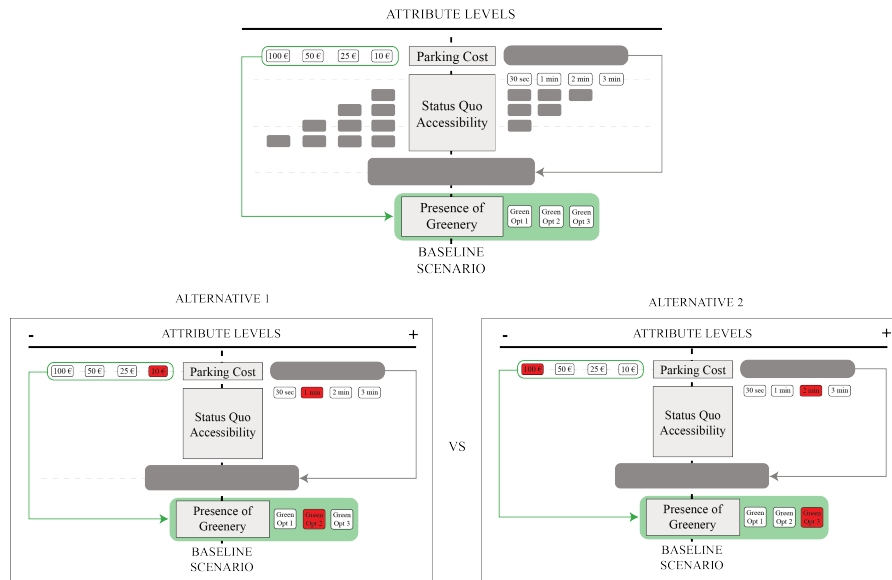 ATTRIBUTE LEVELS
100 € 50 € 25 € 10 € Parking Cost
30 sec 1 min 2 min 3 min
Status Quo
Accessibility
Presence of
Greenery
Green
Opt 1
Green
Opt 2
Green
Opt 3
BASELINE
SCENARIO
ALTERNATIVE 1
- ATTRIBUTE LEVELS +
100 € 50 € 25 € 10 € Parking Cost
30 sec 1 min 2 min 3 min
Status Quo
Accessibility
Presence of
Greenery
Green
Opt 1
Green
Opt 2
Green
Opt 3
BASELINE
SCENARIO
VS
ALTERNATIVE 2
- ATTRIBUTE LEVELS +
100 € 50 € 25 € 10 € Parking Cost
30 sec 1 min 2 min 3 min
Status Quo
Accessibility
Presence of
Greenery
Green
Opt 1
Green
Opt 2
Green
Opt 3
BASELINE
SCENARIO